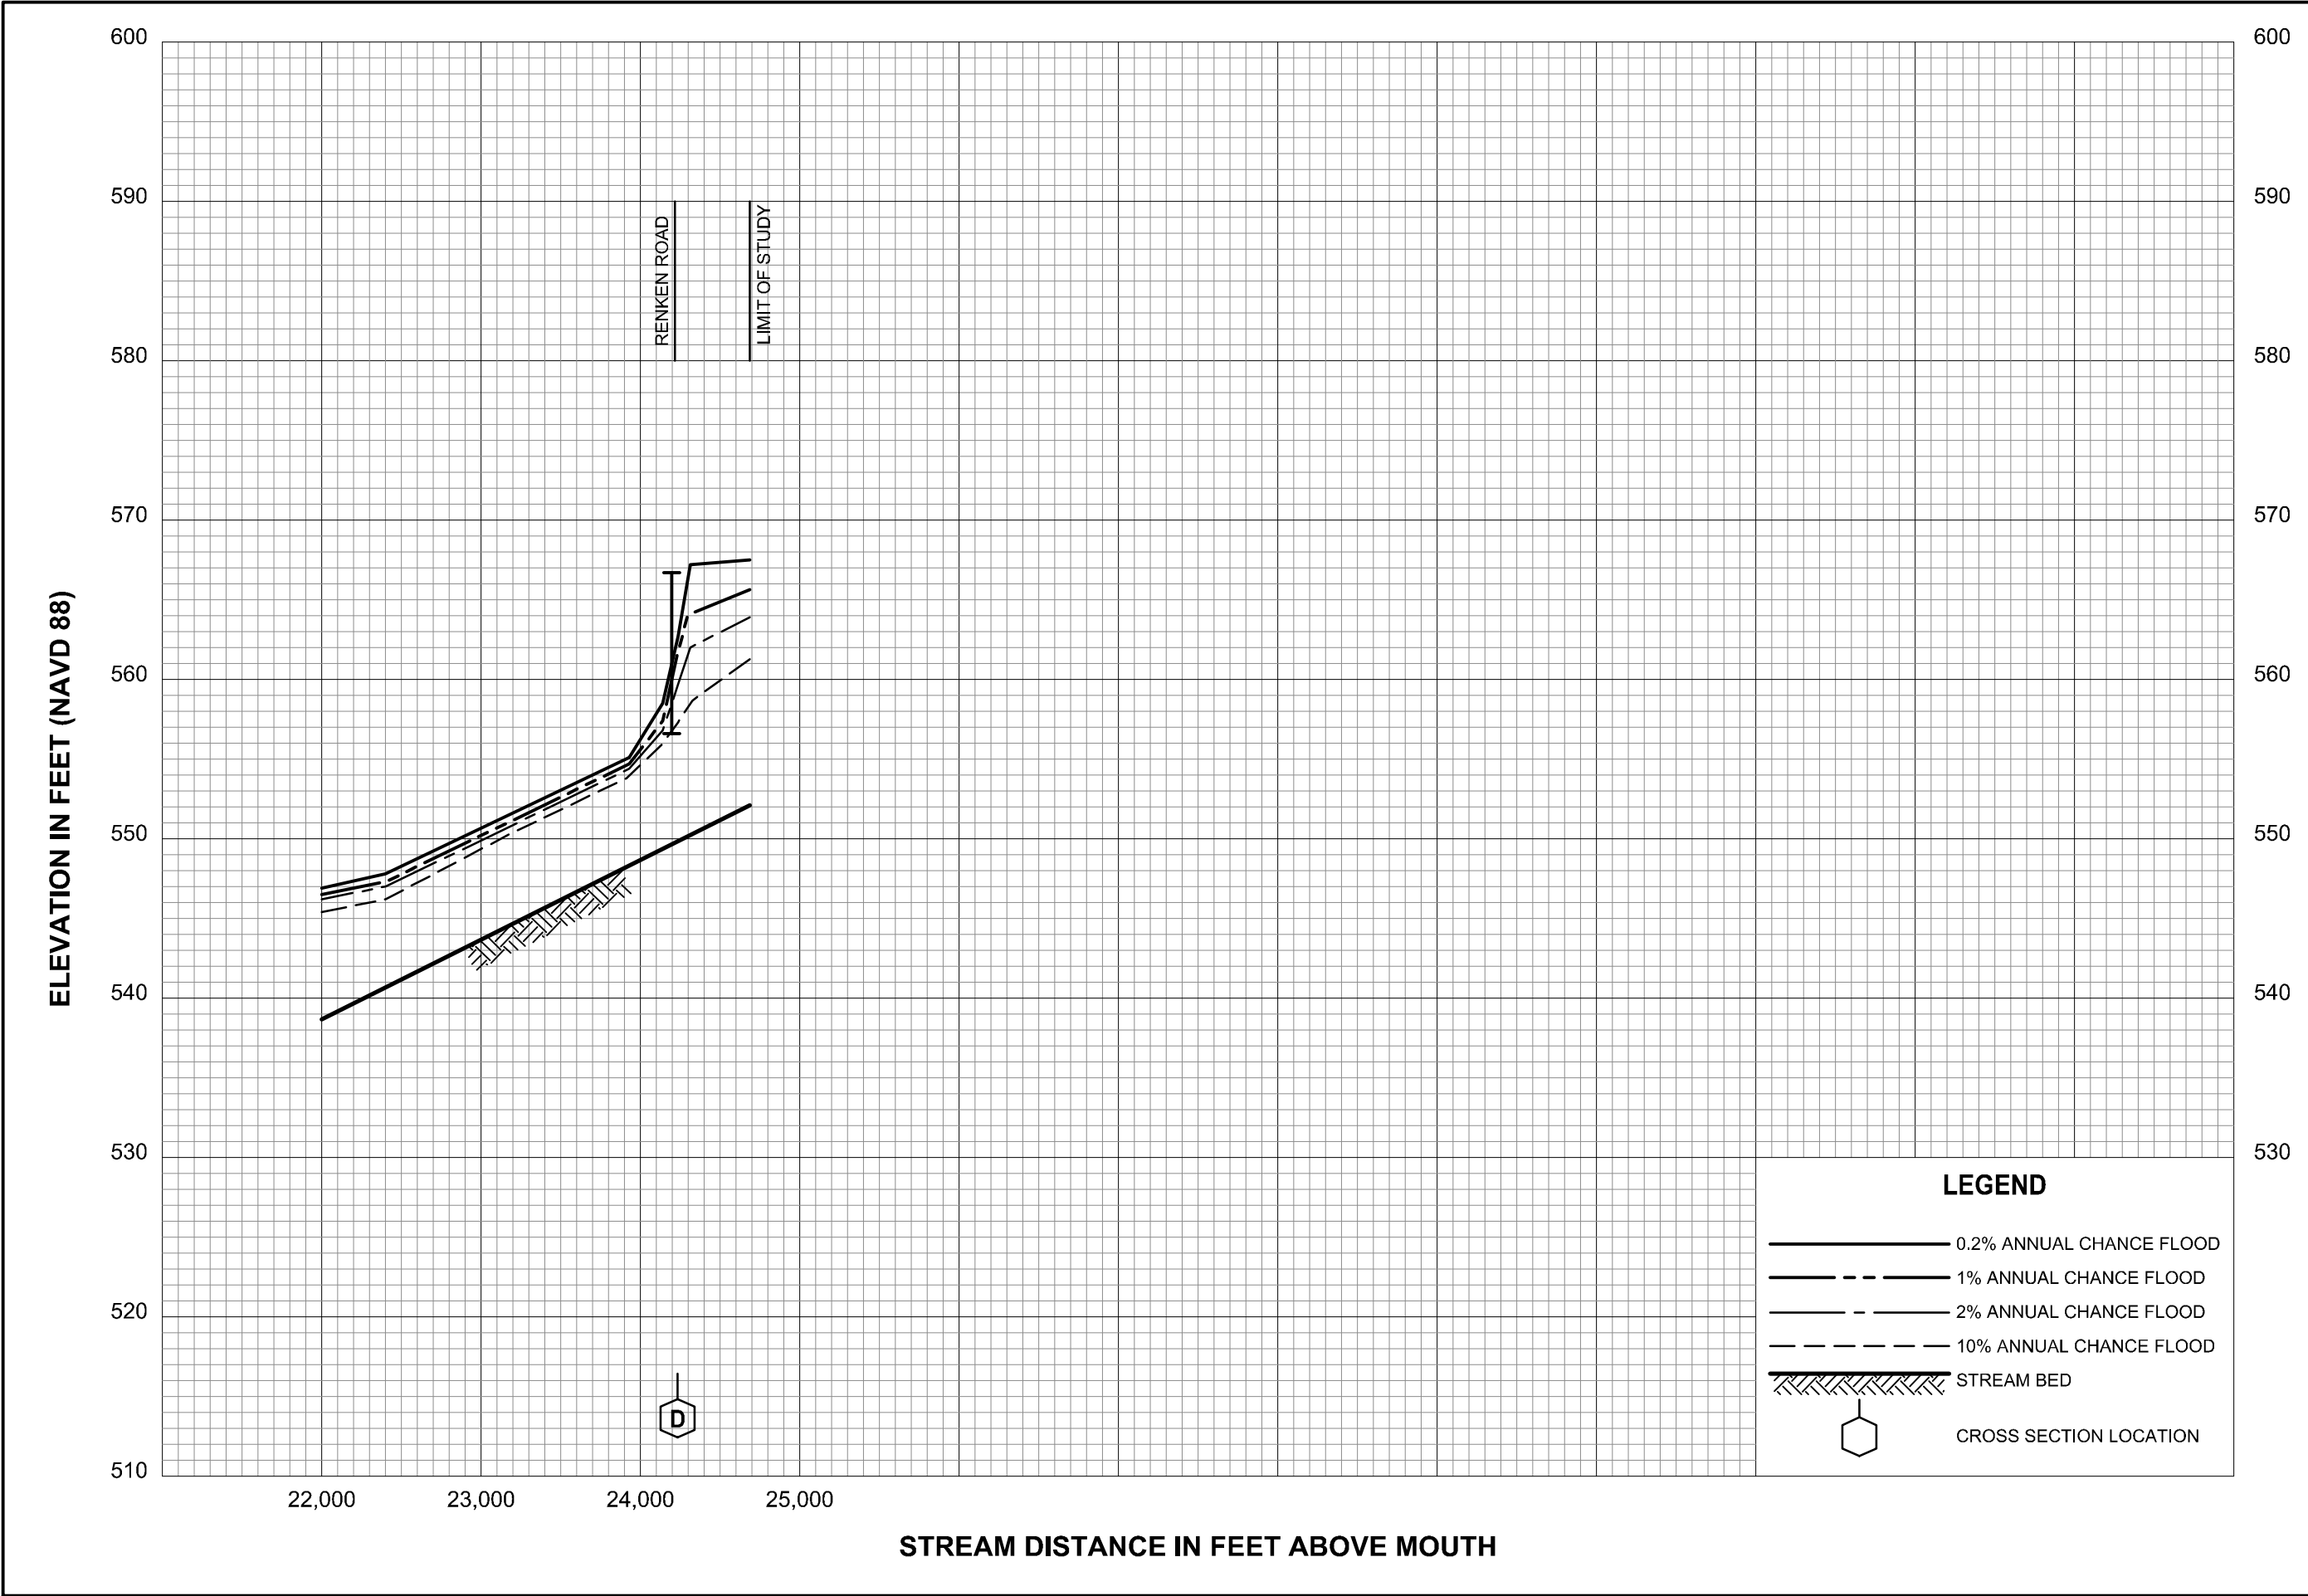 600
590
580
570
560
550
540
530
520
510
ELEVATION IN FEET (NAVD 88)
RENKEN ROAD
LIMIT OF STUDY
D
600
590
580
570
560
550
540
530
LEGEND
0.2% ANNUAL CHANCE FLOOD
1% ANNUAL CHANCE FLOOD
2% ANNUAL CHANCE FLOOD
10% ANNUAL CHANCE FLOOD
STREAM BED
CROSS SECTION LOCATION
22,000 23,000 24,000 25,000
STREAM DISTANCE IN FEET ABOVE MOUTH